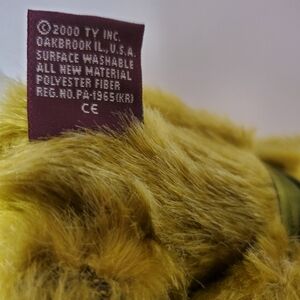 ©2000 TY INC.
OAKBROOK IL, U.S.A.
SURFACE WASHABLE
ALL NEW MATERIAL
POLYESTER FIBER
REG. NO. PA-1965(KR)
CE